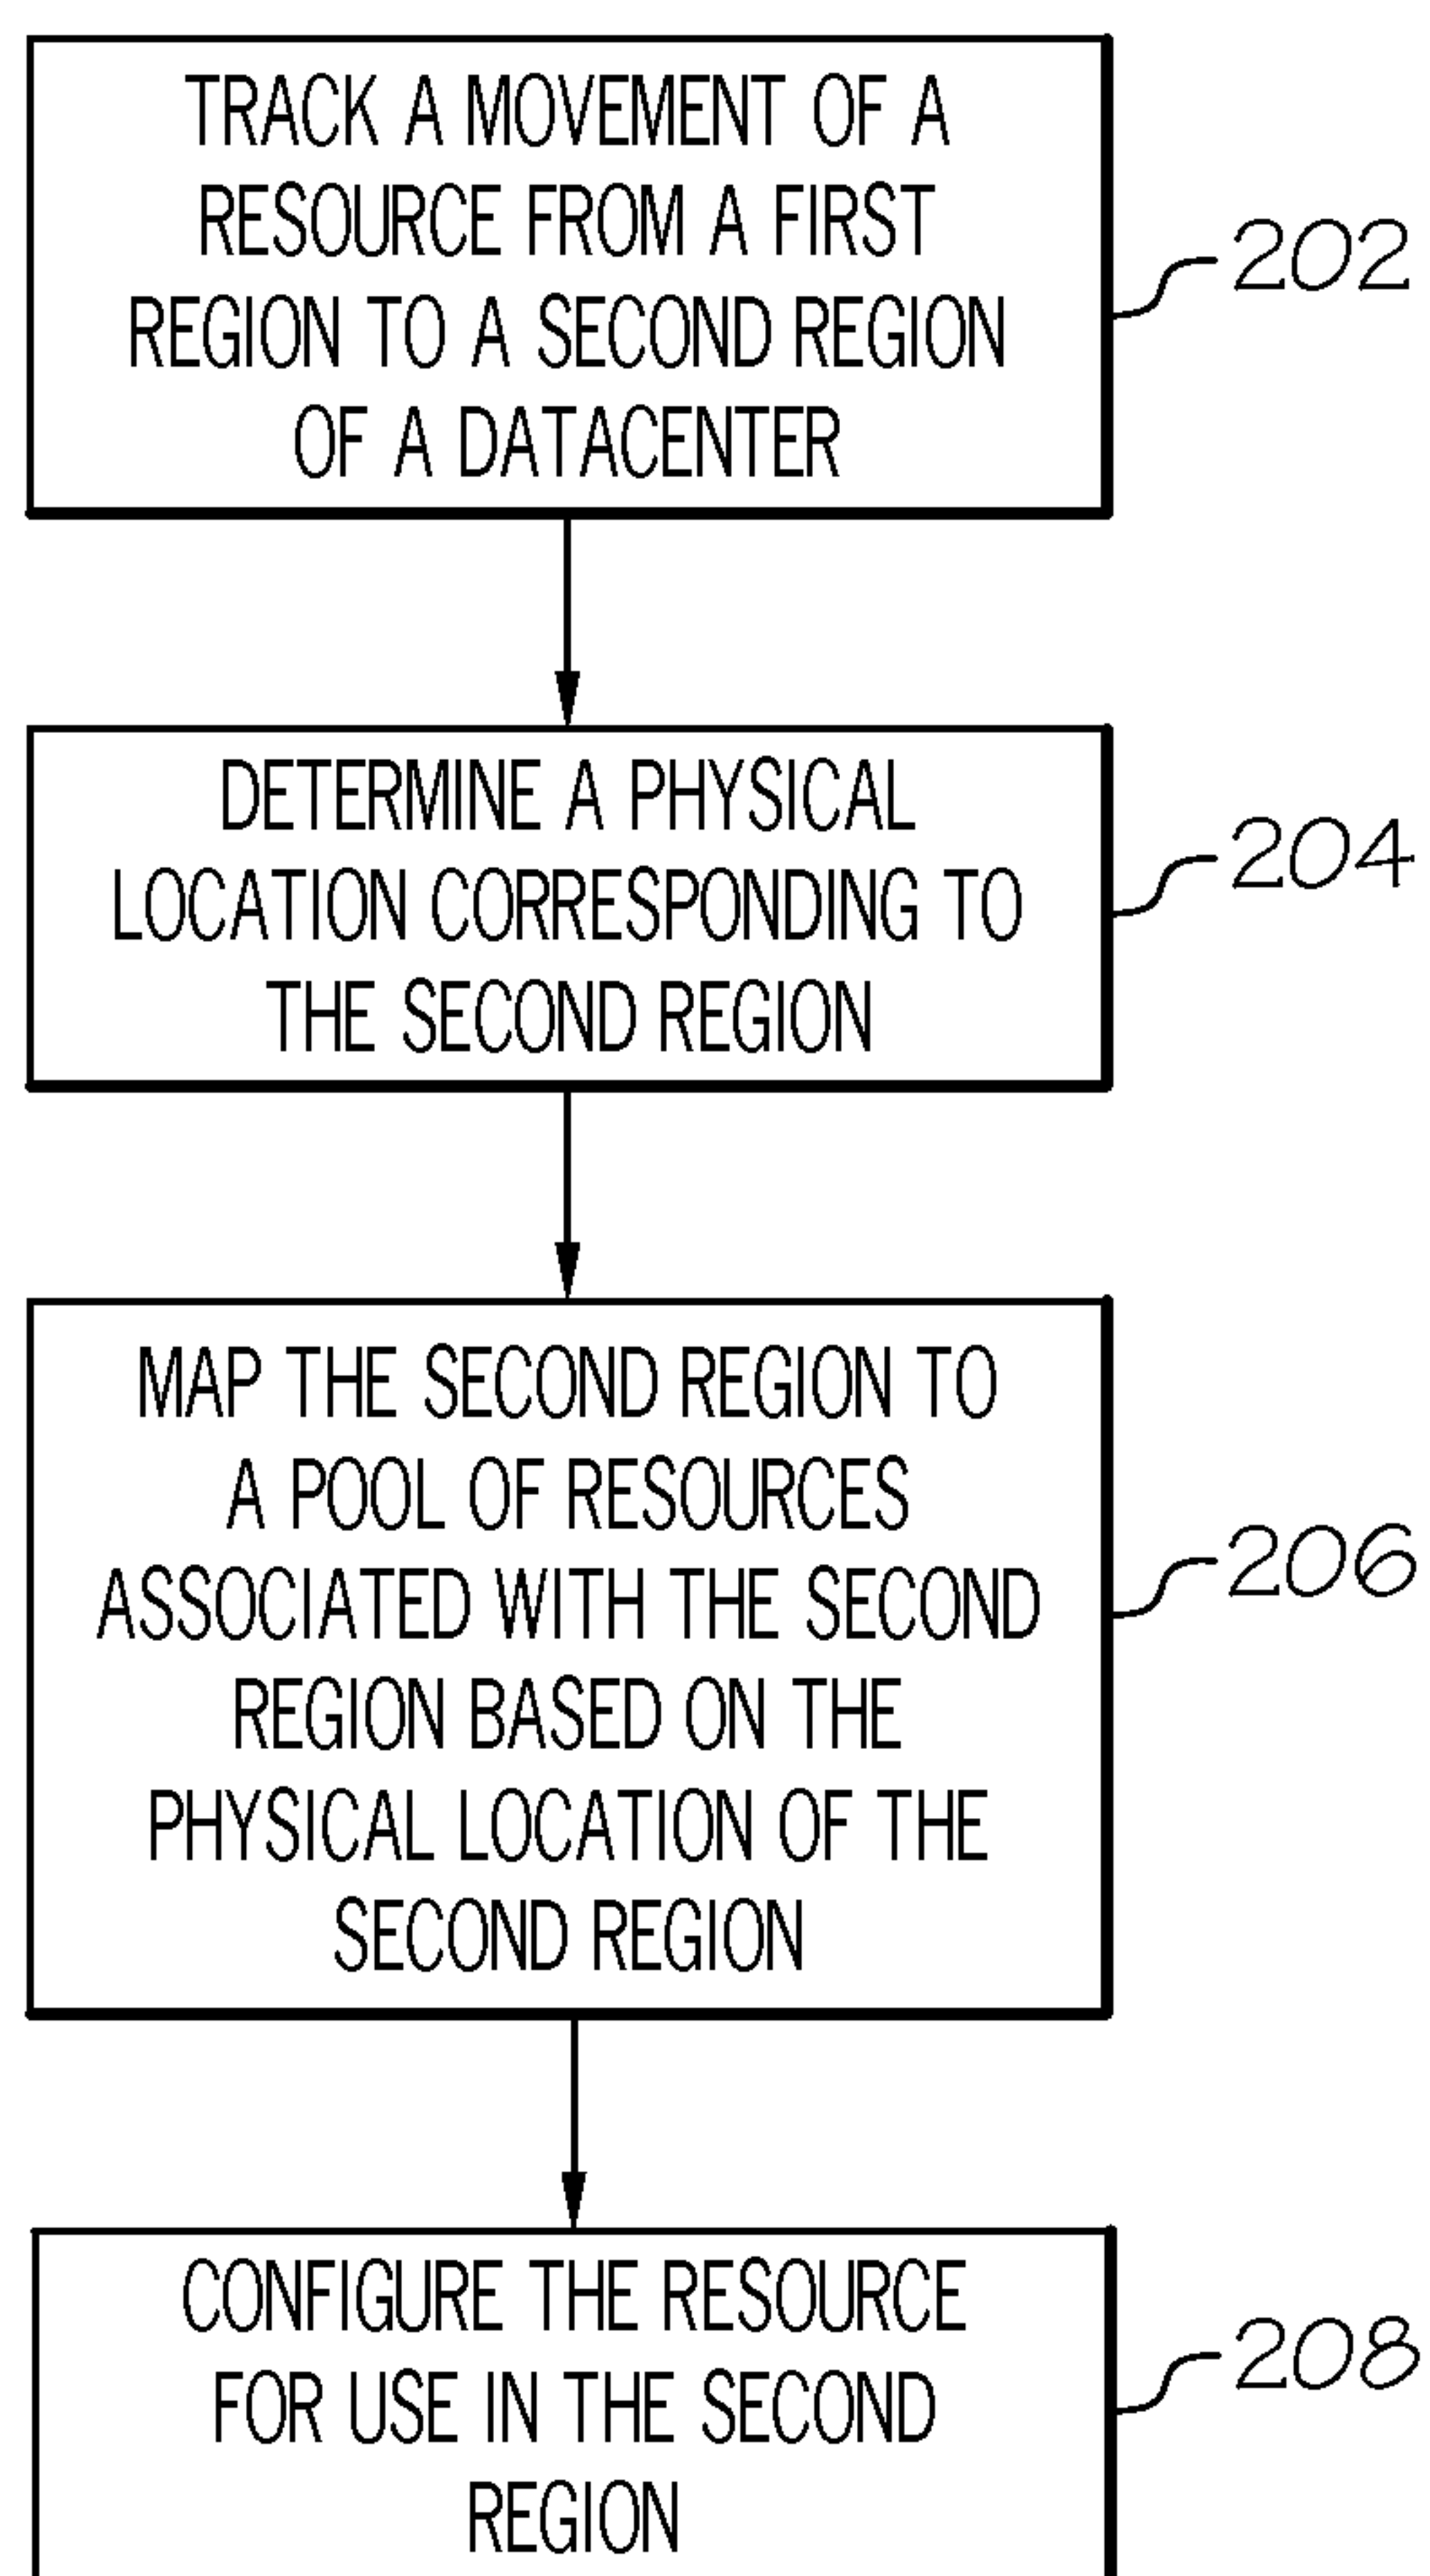 TRACK A MOVEMENT OF A
RESOURCE FROM A FIRST
REGION TO A SECOND REGION
OF A DATACENTER
202
DETERMINE A PHYSICAL
LOCATION CORRESPONDING TO
THE SECOND REGION
204
MAP THE SECOND REGION TO
A POOL OF RESOURCES
ASSOCIATED WITH THE SECOND
REGION BASED ON THE
PHYSICAL LOCATION OF THE
SECOND REGION
206
CONFIGURE THE RESOURCE
FOR USE IN THE SECOND
REGION
208